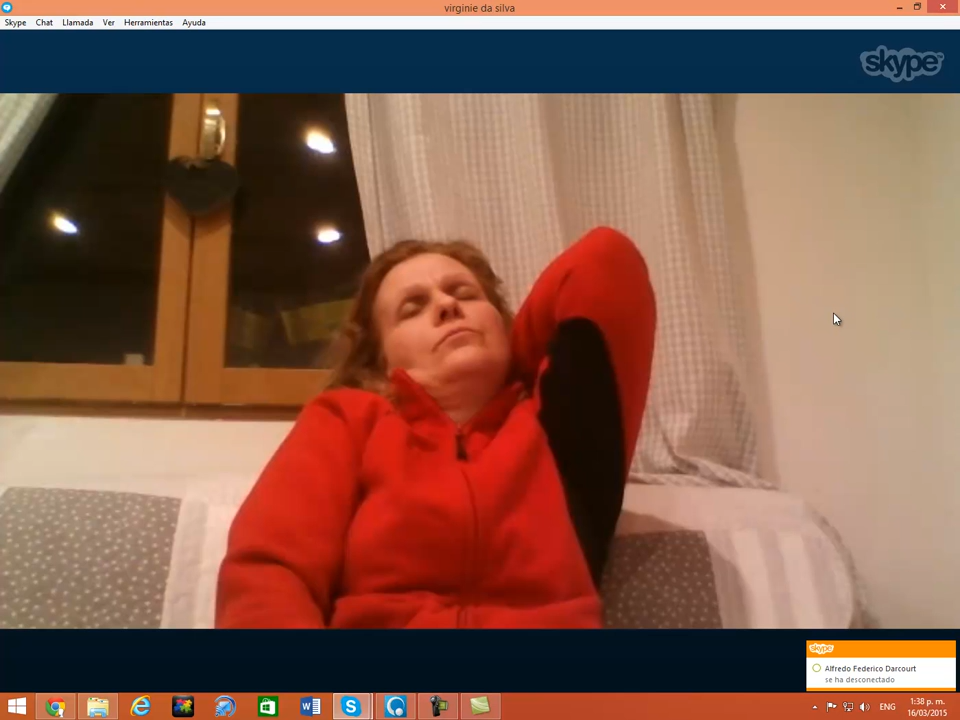 virginie da silva
Skype Chat Llamada Ver Herramientas Ayuda
skype
skype
Alfredo Federico Darcourt
se ha desconectado
ENG
1:38 p. m.
16/03/2015